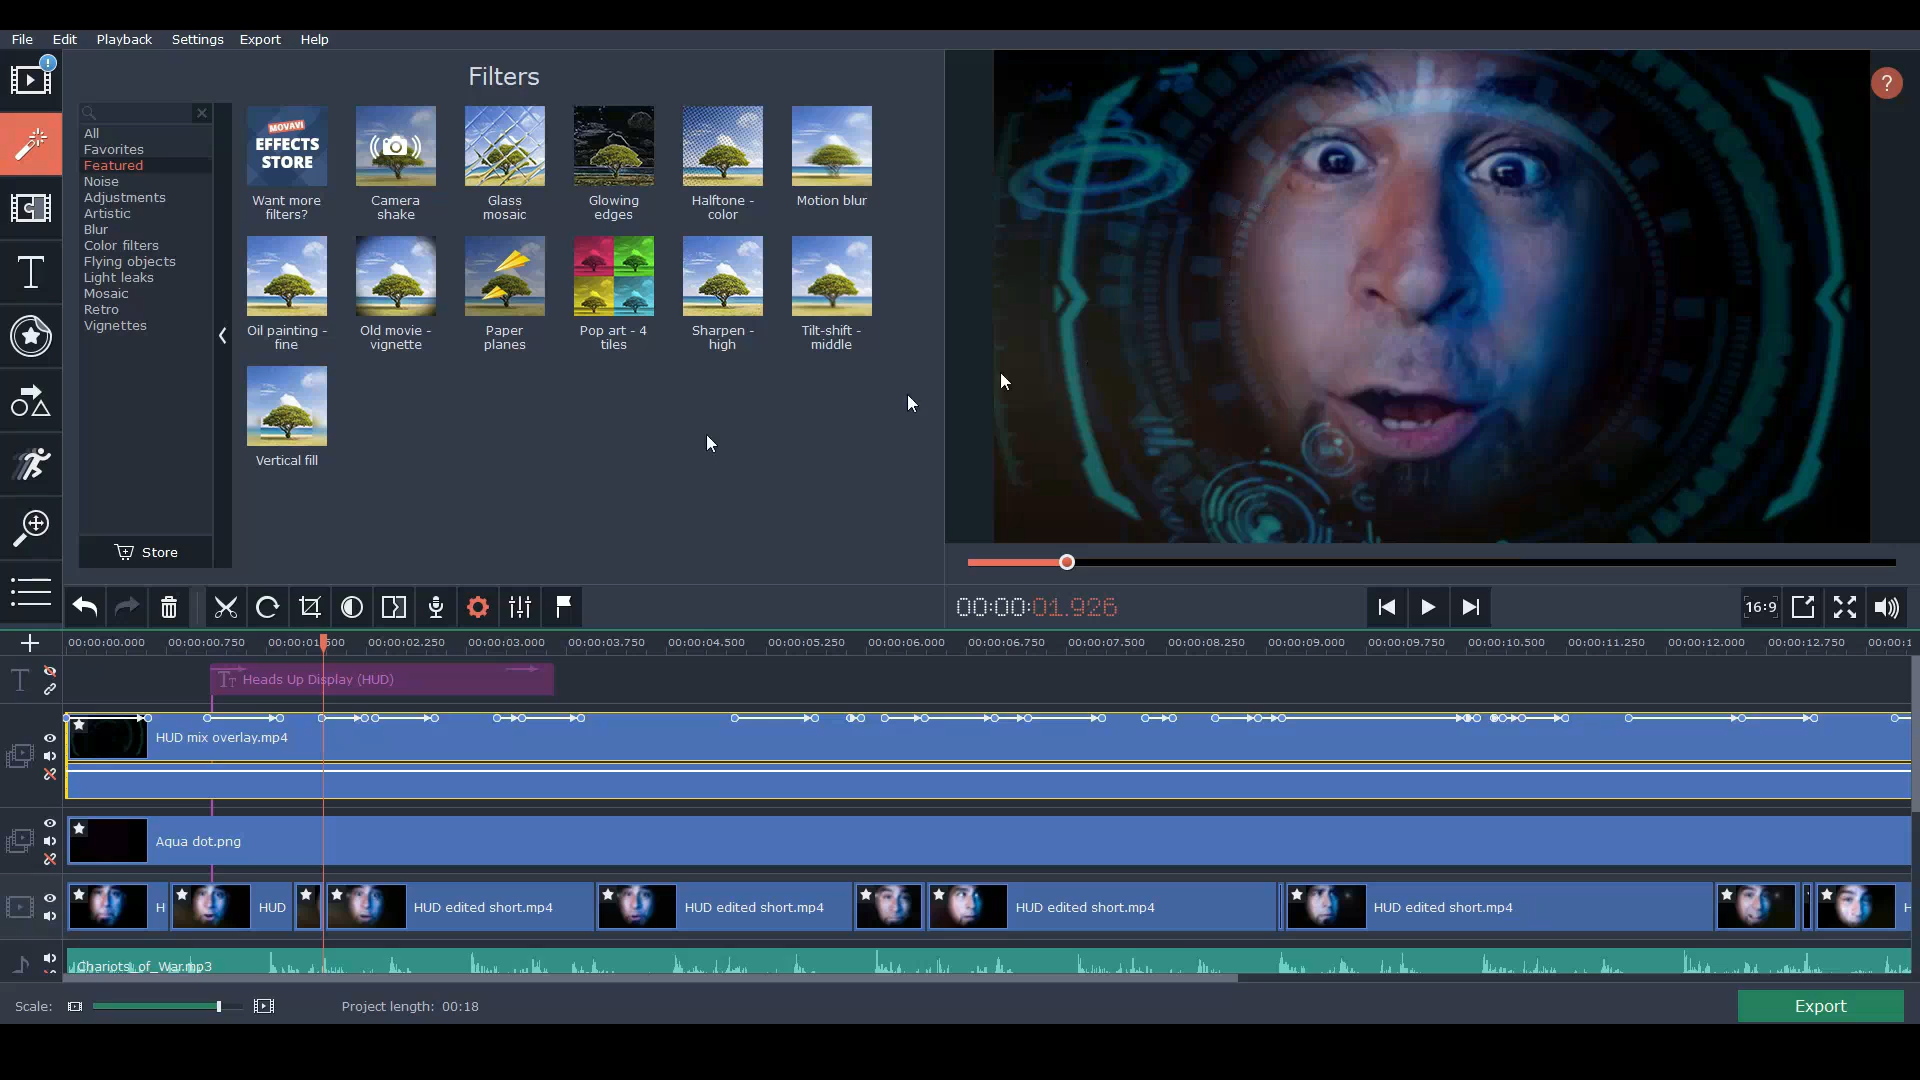 File Edit Playback Settings Export Help
Filters
All
Favorites
Featured
Noise
Adjustments
Artistic
Blur
Color filters
Flying objects
Light leaks
Mosaic
Retro
Vignettes
Store
MOVAVI
EFFECTS
STORE
Want more
filters?
Camera
shake
Glass
mosaic
Glowing
edges
Halftone -
color
Motion blur
Oil painting -
fine
Old movie -
vignette
Paper
planes
Pop art - 4
tiles
Sharpen -
high
Tilt-shift -
middle
Vertical fill
?
00:00:01.926
16:9
00:00:00.000 00:00:00.750 00:00:01.500 00:00:02.250 00:00:03.000 00:00:03.750 00:00:04.500 00:00:05.250 00:00:06.000 00:00:06.750 00:00:07.500 00:00:08.250 00:00:09.000 00:00:09.750 00:00:10.500 00:00:11.250 00:00:12.000 00:00:12.750 00:00:1
Heads Up Display (HUD)
HUD mix overlay.mp4
Aqua dot.png
H HUD HUD edited short.mp4 HUD edited short.mp4 HUD edited short.mp4 HUD edited short.mp4 H
Chariots_of_War.mp3
Scale: Project length: 00:18 Export